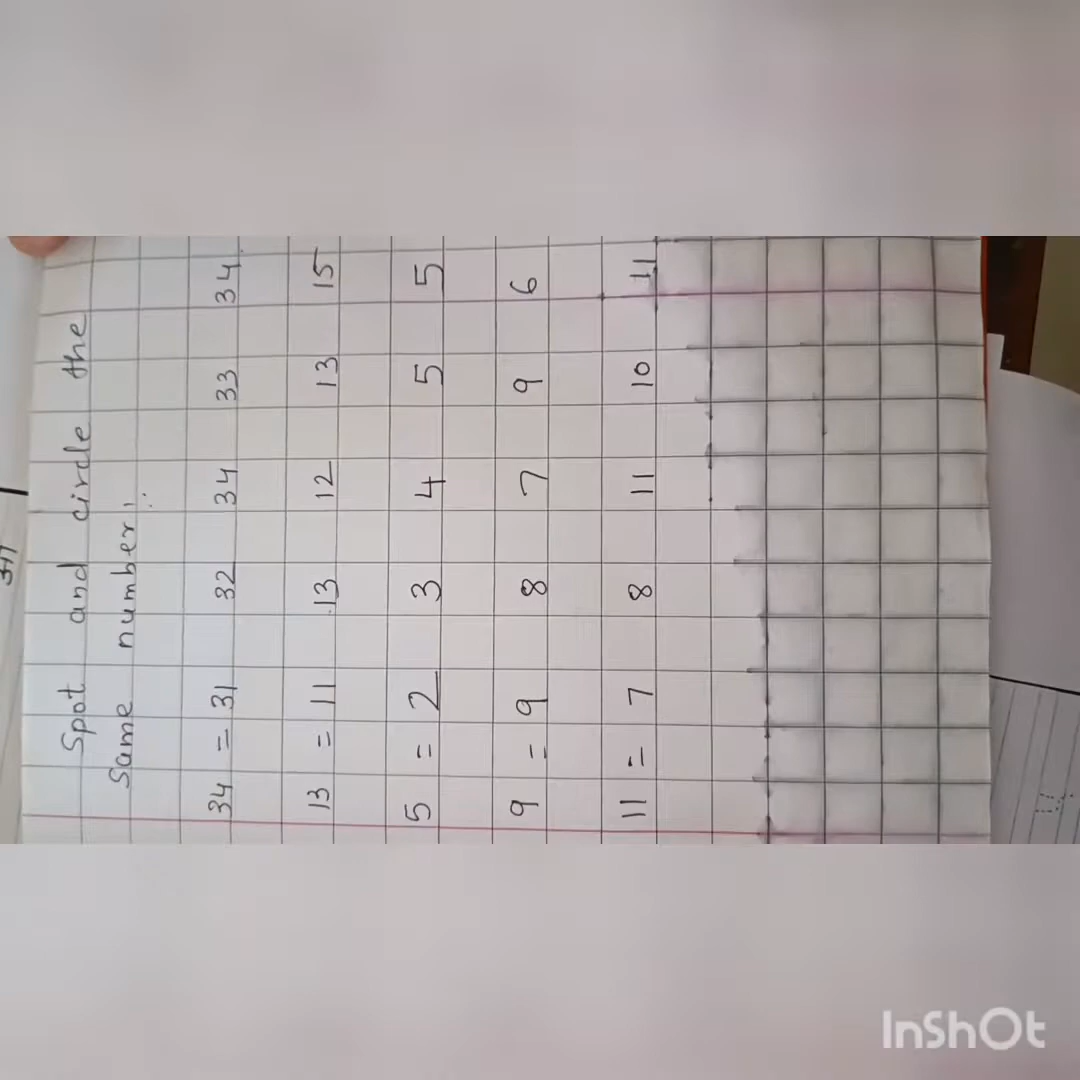 Spot and circle the
Same number!:
34 = 31 32 34 33 34
13 = 11 13 12 13 15
5 = 2 3 4 5 5
9 = 9 8 7 9 6
11 = 7 8 11 10 11
InShOt